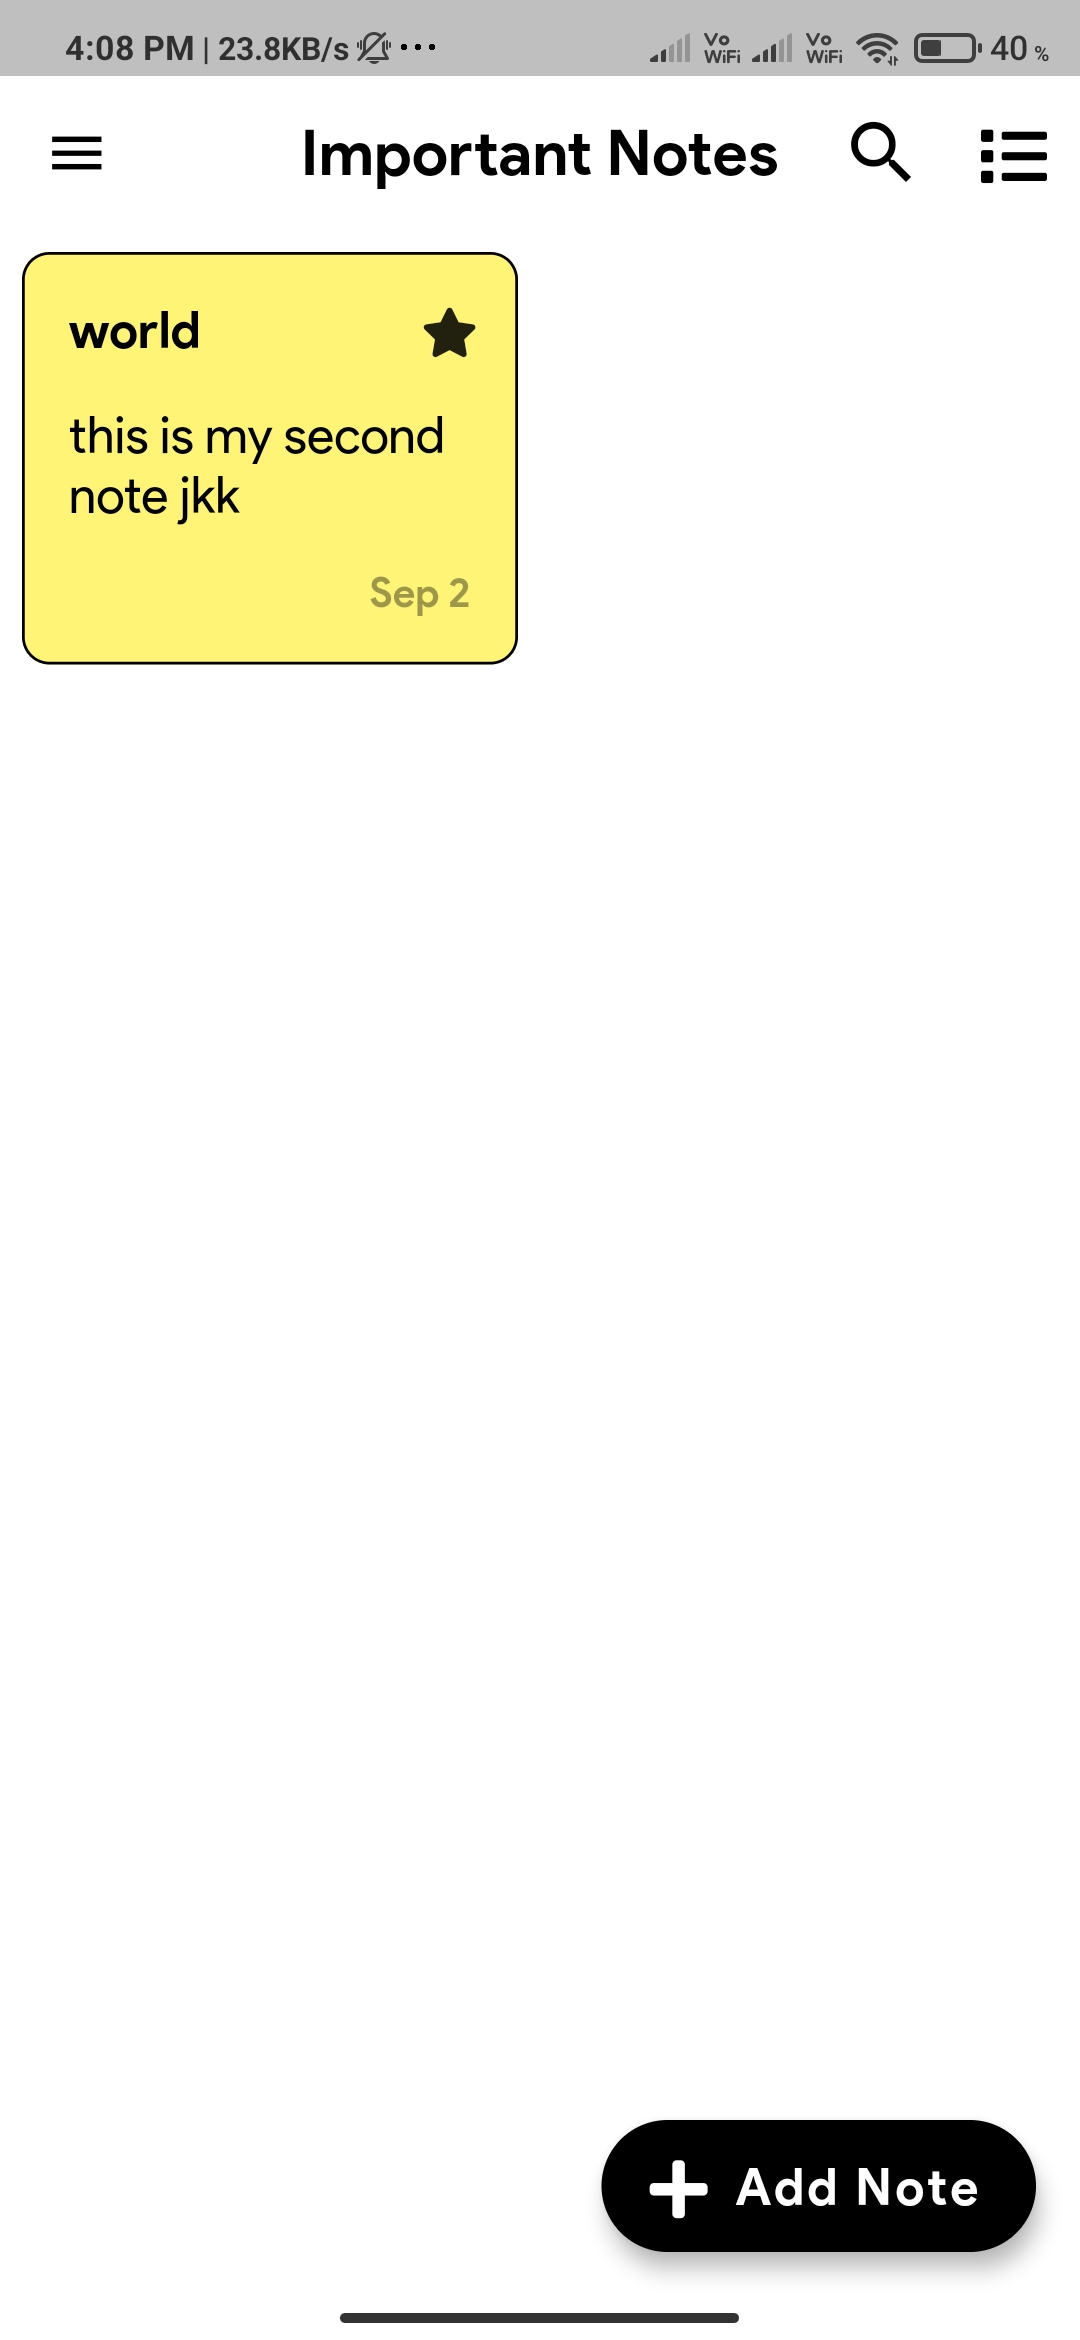 4:08 PM | 23.8KB/s ... Vo WiFi Vo WiFi 40 %
Important Notes
world
this is my second
note jkk
Sep 2
Add Note